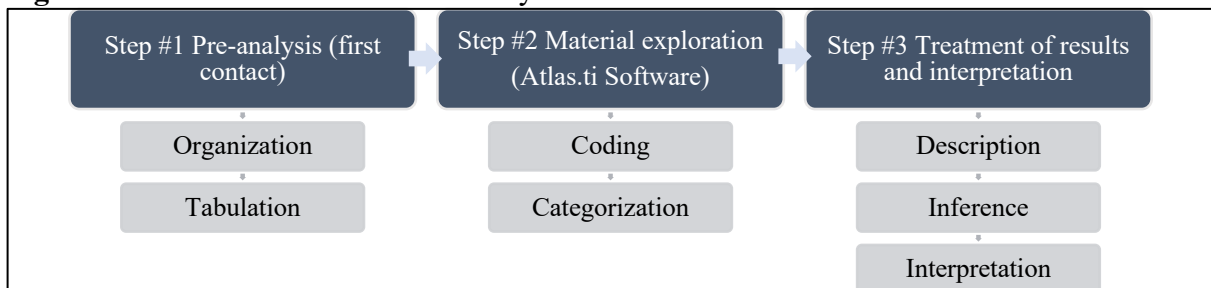 Step #1 Pre-analysis (first
contact)
Step #2 Material exploration
(Atlas.ti Software)
Step #3 Treatment of results
and interpretation
Organization
Tabulation
Coding
Categorization
Description
Inference
Interpretation